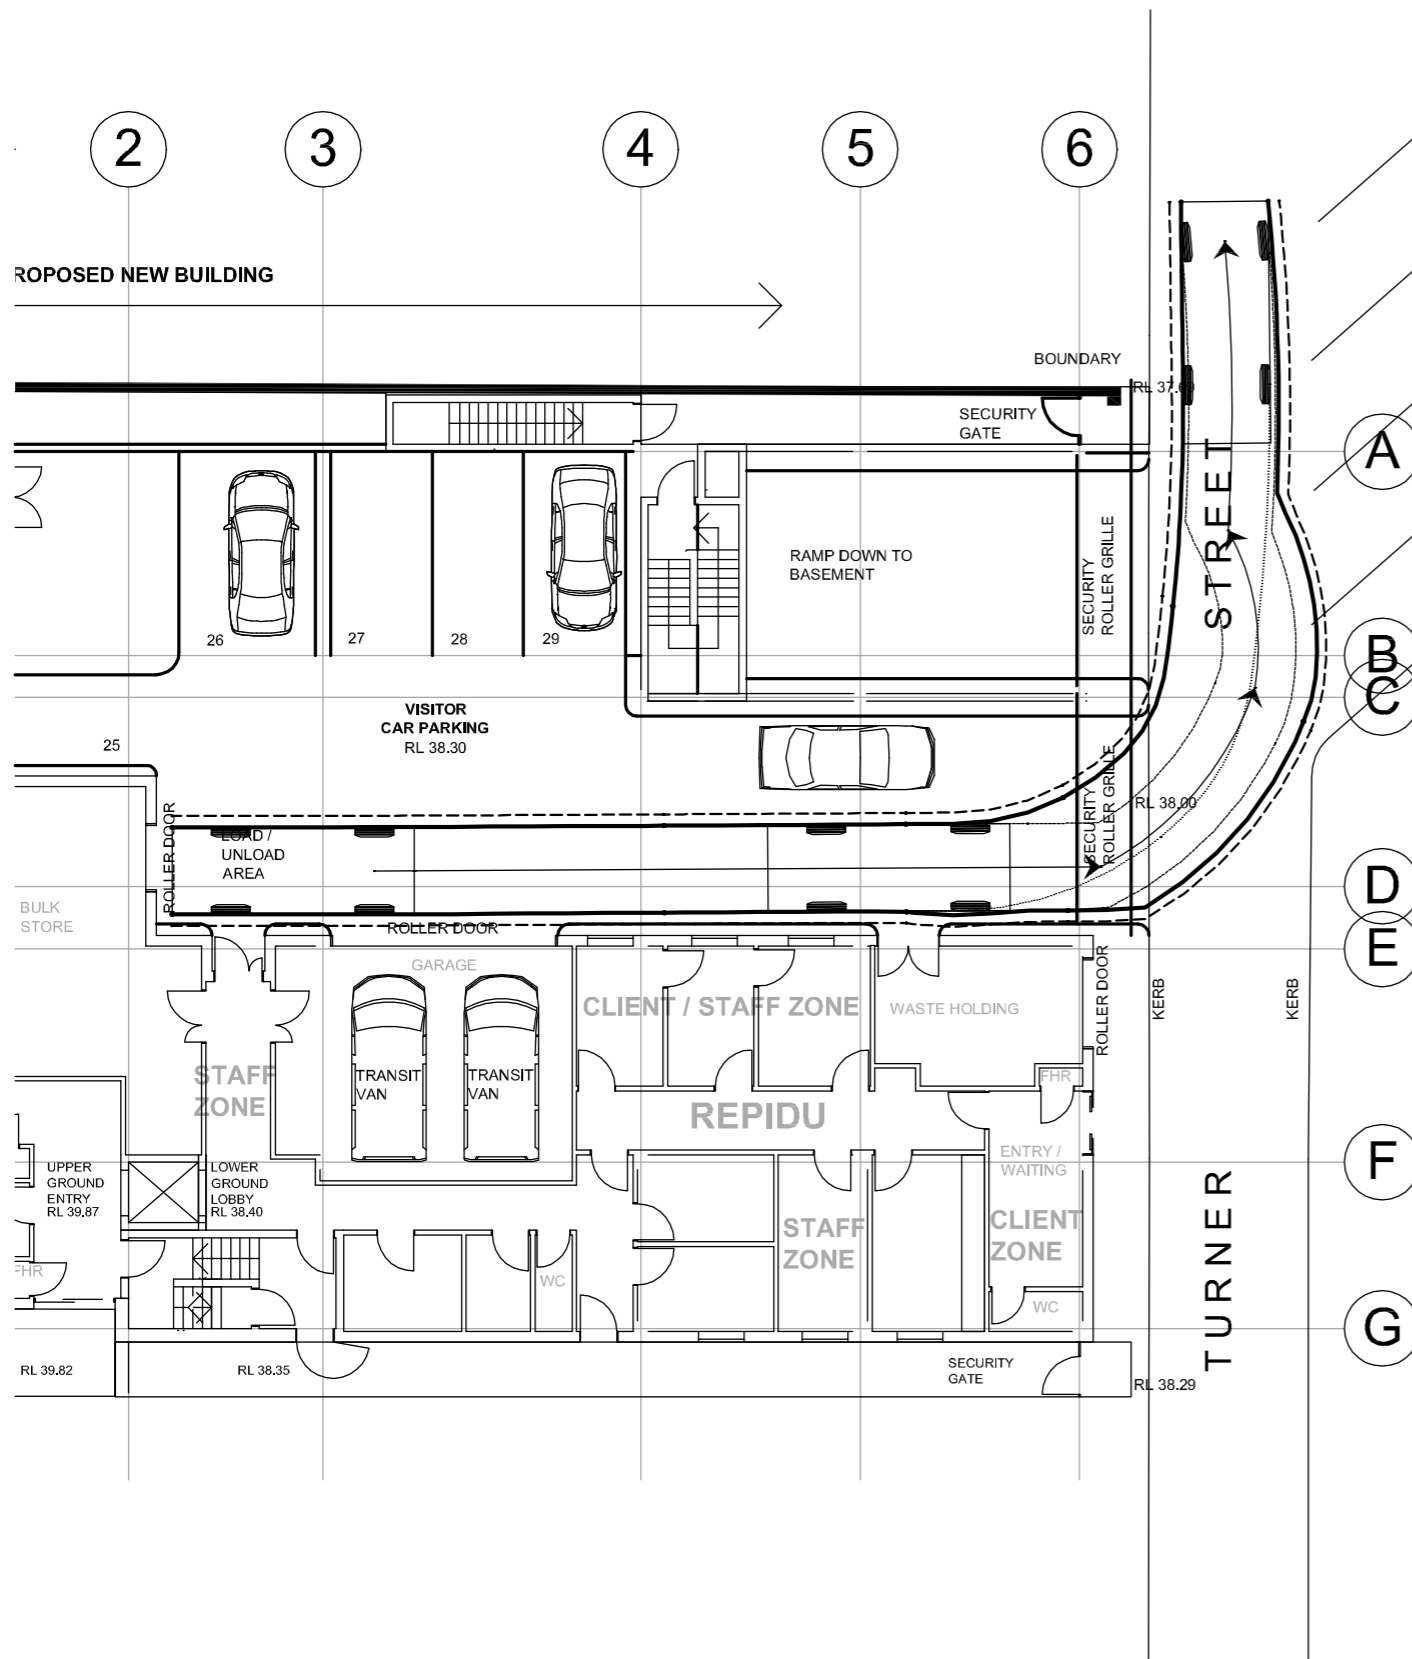 2
3
4
5
6
ROPOSED NEW BUILDING
BOUNDARY
SECURITY
GATE
A
STREET
RAMP DOWN TO
BASEMENT
SECURITY
ROLLER GRILLE
26
27
28
29
B
C
VISITOR
CAR PARKING
RL 38.30
25
ROLLER DOOR
LOAD /
UNLOAD
AREA
SECURITY
ROLLER GRILLE
RL 38.00
D
BULK
STORE
ROLLER DOOR
E
GARAGE
CLIENT / STAFF ZONE
WASTE HOLDING
ROLLER DOOR
KERB
KERB
STAFF
ZONE
TRANSIT
VAN
TRANSIT
VAN
FHR
REPIDU
ENTRY /
WAITING
F
UPPER
GROUND
ENTRY
RL 39.87
LOWER
GROUND
LOBBY
RL 38.40
STAFF
ZONE
CLIENT
ZONE
TURNER
FHR
WC
WC
G
RL 39.82
RL 38.35
SECURITY
GATE
RL 38.29